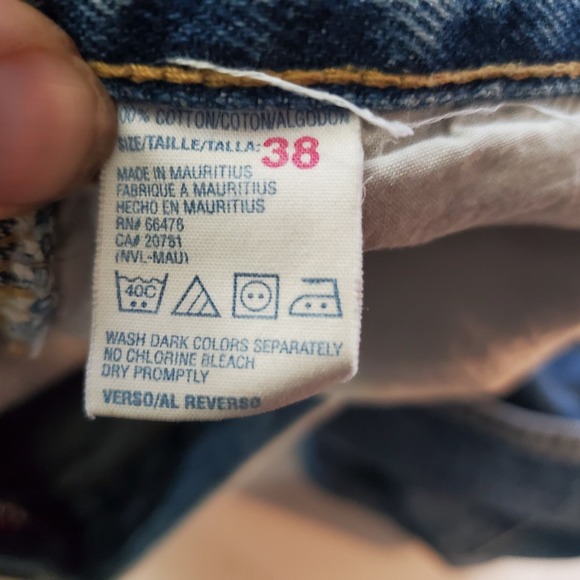 100% COTTON/COTON/ALGODON
SIZE/TAILLE/TALLA: 38
MADE IN MAURITIUS
FABRIQUE A MAURITIUS
HECHO EN MAURITIUS
RN# 66476
CA# 20751
(NVL-MAU)
40C
WASH DARK COLORS SEPARATELY
NO CHLORINE BLEACH
DRY PROMPTLY
VERSO/AL REVERSO